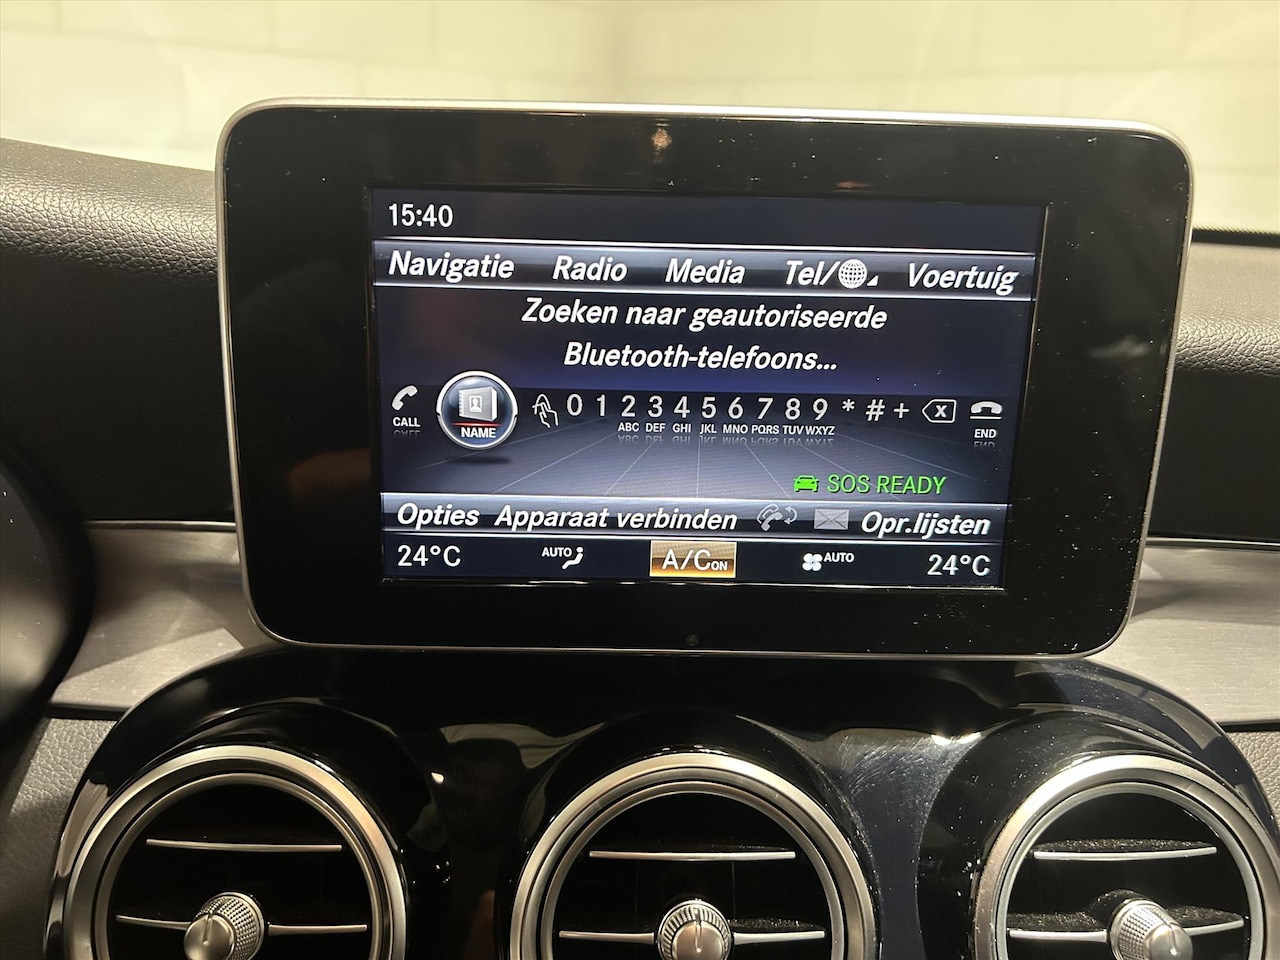 15:40
Navigatie Radio Media Tel/ Voertuig
Zoeken naar geautoriseerde
Bluetooth-telefoons...
CALL NAME 0 1 2 3 4 5 6 7 8 9 * # + X END
ABC DEF GHI JKL MNO PQRS TUV WXYZ
SOS READY
Opties Apparaat verbinden Opr.lijsten
24°C AUTO A/C ON AUTO 24°C